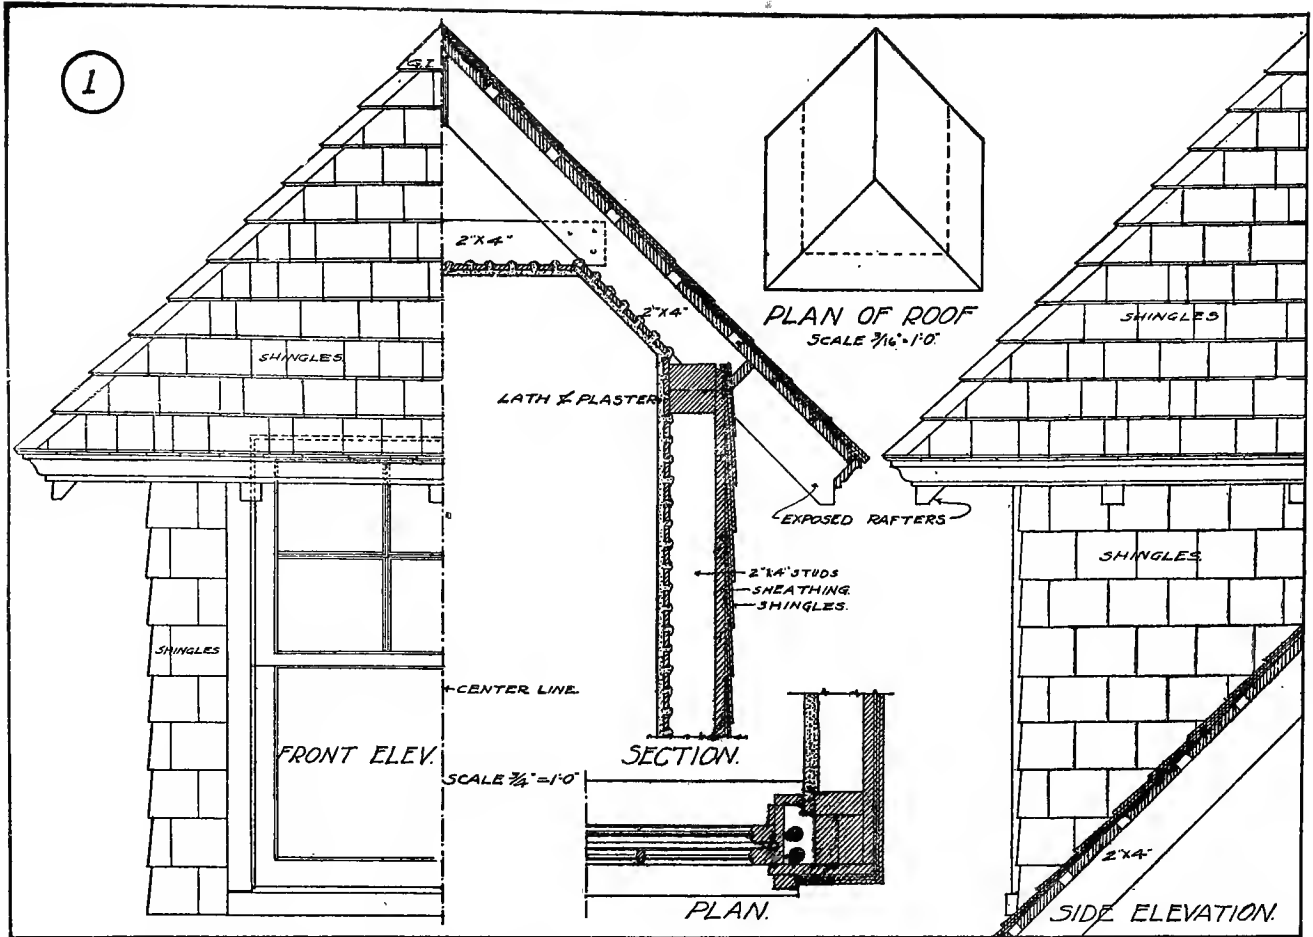 1
G.I.
2"X4"
2"X4"
PLAN OF ROOF
SCALE 3/16"=1'-0"
SHINGLES
SHINGLES
LATH & PLASTER
EXPOSED RAFTERS
SHINGLES
2"X4" STUDS
SHEATHING.
SHINGLES.
SHINGLES
CENTER LINE.
FRONT ELEV.
SECTION.
SCALE 3/4"=1'-0"
2"X4"
PLAN.
SIDE ELEVATION.